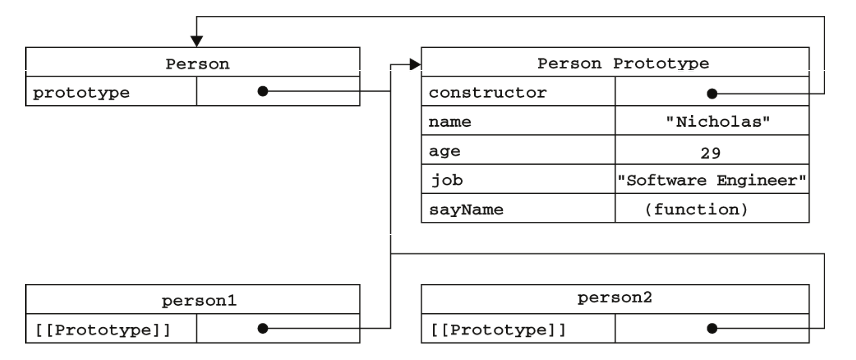 Person
prototype
Person Prototype
constructor
name "Nicholas"
age 29
job "Software Engineer"
sayName (function)
person1
[[Prototype]]
person2
[[Prototype]]